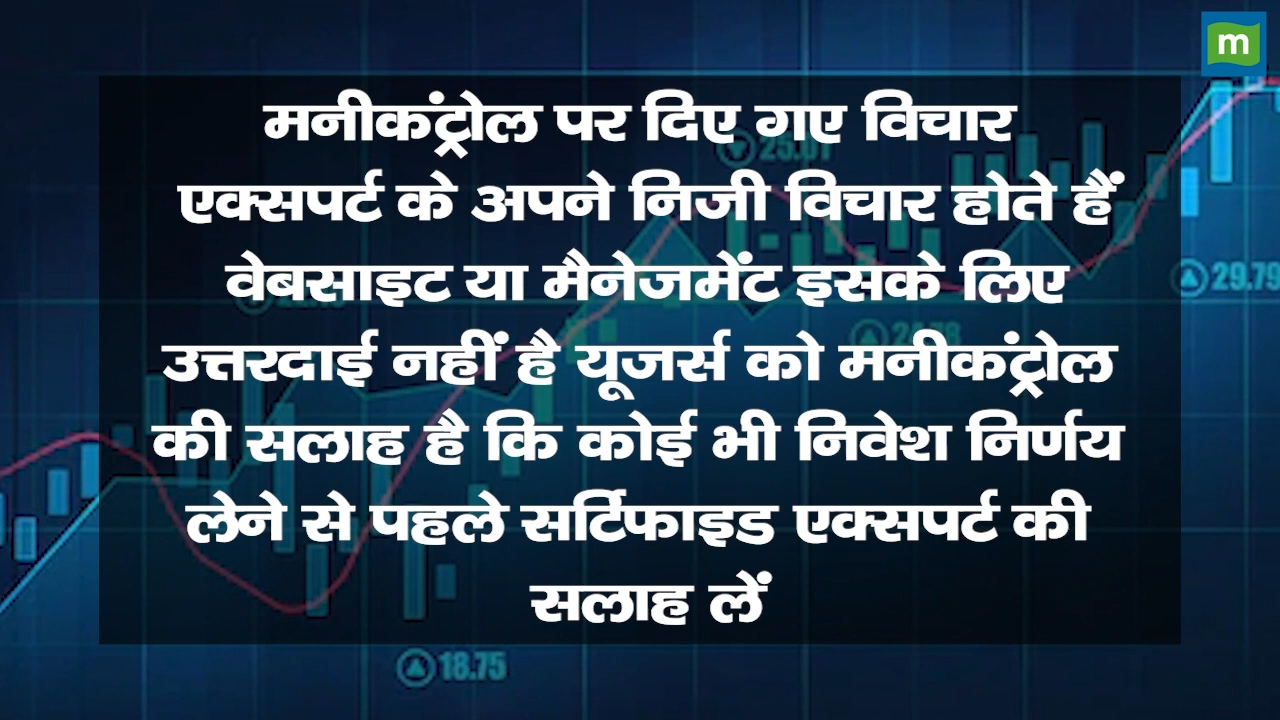 m
मनीकंट्रोल पर दिए गए विचार
एक्सपर्ट के अपने निजी विचार होते हैं
वेबसाइट या मैनेजमेंट इसके लिए
उत्तरदाई नहीं है यूजर्स को मनीकंट्रोल
की सलाह है कि कोई भी निवेश निर्णय
लेने से पहले सर्टिफाइड एक्सपर्ट की
सलाह लें
29.79
18.75